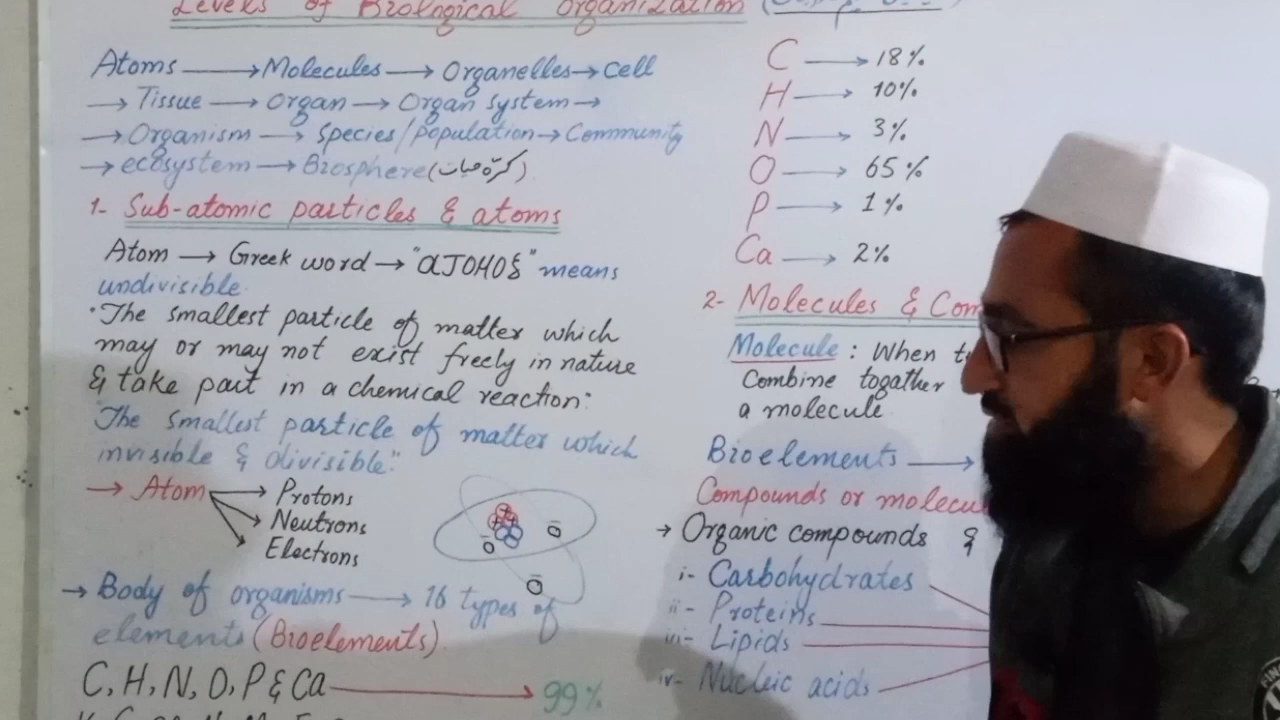 Levels of Biological Organization
Atoms → Molecules → Organelles → Cell
→ Tissue → Organ → Organ system →
→ Organism → Species/population → Community
→ ecosystem → Biosphere (کرۃ حیات).
1- Sub-atomic particles & atoms
Atom → Greek word → "aTOMOS" means
undivisible.
• The smallest particle of matter which
may or may not exist freely in nature
& take part in a chemical reaction:
"The smallest particle of matter which
invisible & divisible:"
→ Atom → Protons
→ Neutrons
→ Electrons
→ Body of organisms → 16 types of
elements (Bioelements).
C, H, N, O, P & Ca → 99%
C → 18%
H → 10%
N → 3%
O → 65%
P → 1%
Ca → 2%
2- Molecules & Com
Molecule : When
Combine togather
a molecule
Bioelements →
Compounds or molecu
→ Organic compounds &
i- Carbohydrates
ii- Proteins
iii- Lipids
iv- Nucleic acids